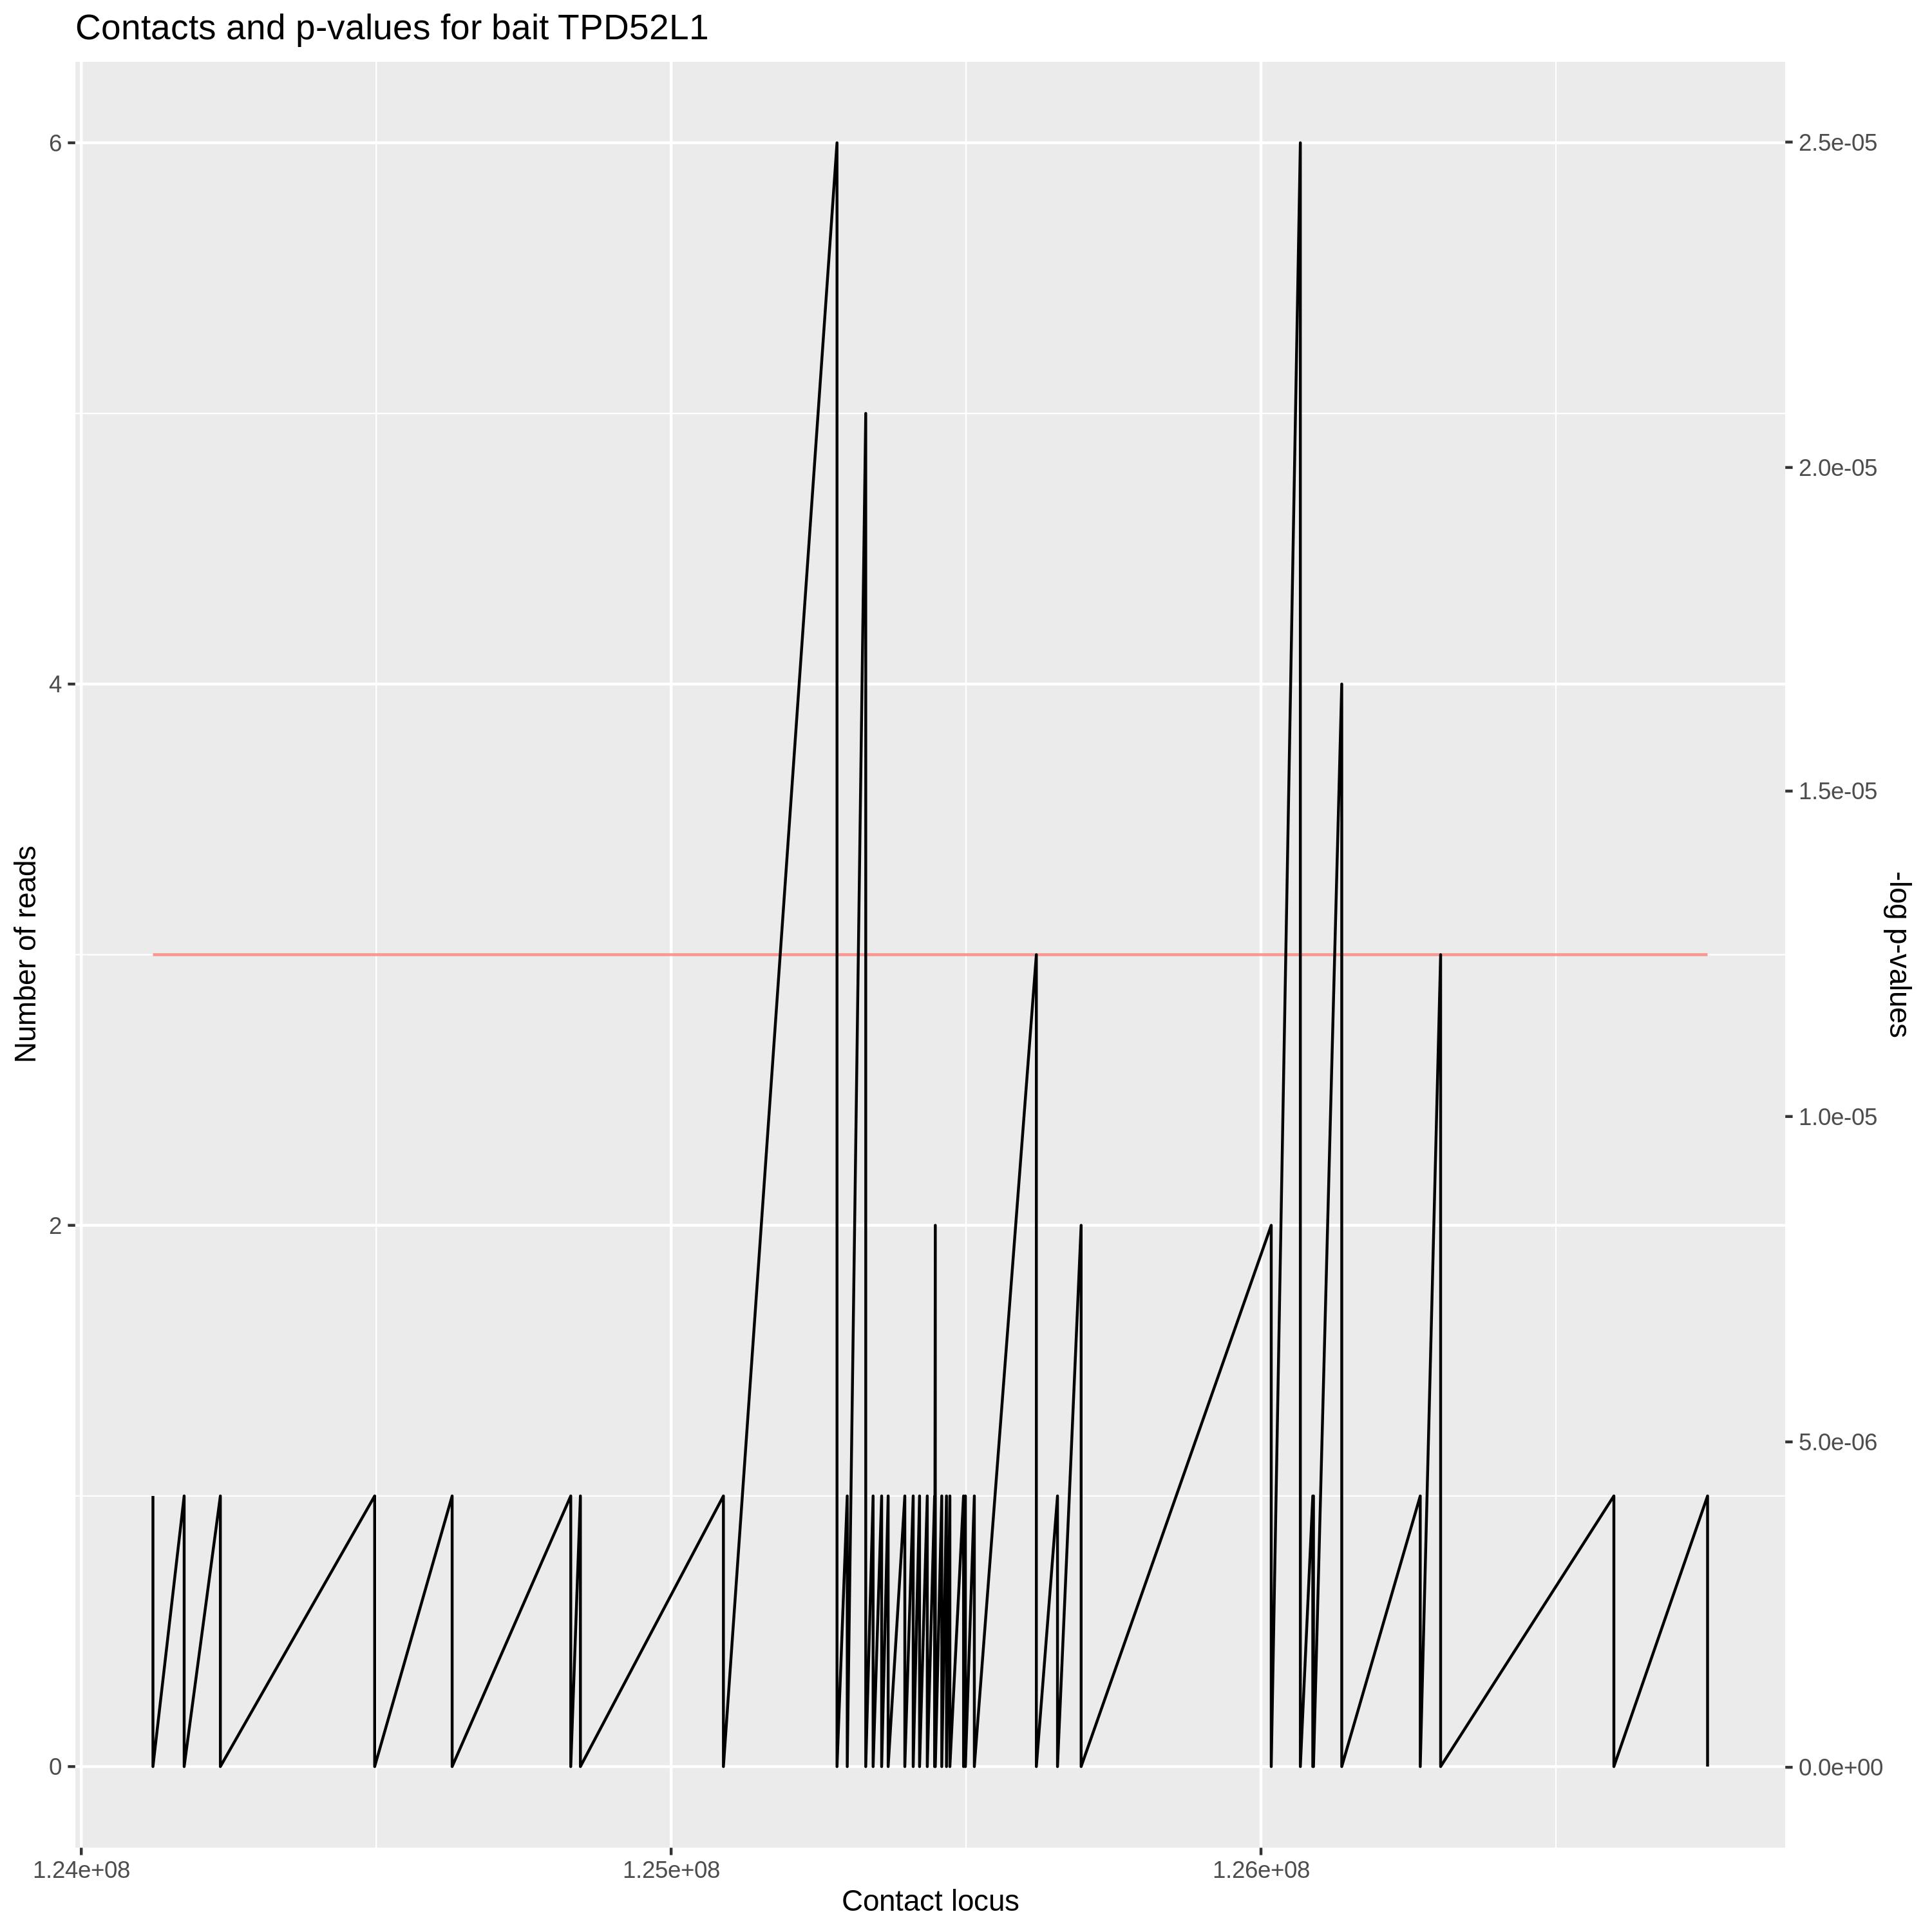 Contacts and p-values for bait TPD52L1
6
4
2
0
Number of reads
2.5e-05
2.0e-05
1.5e-05
1.0e-05
5.0e-06
0.0e+00
-log p-values
1.24e+08
1.25e+08
1.26e+08
Contact locus